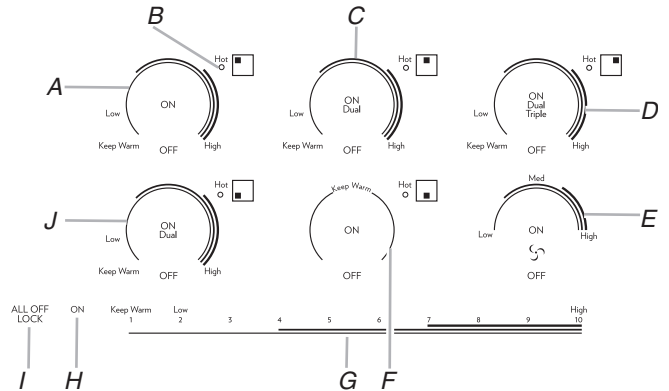 B
C
Hot
Hot
Hot
A
ON
ON
Dual
ON
Dual
Triple
D
Low
Low
Low
Keep Warm
OFF
High
Keep Warm
OFF
High
Keep Warm
OFF
High
Hot
Hot
Med
Keep Warm
J
ON
Dual
ON
ON
E
Low
Low
High
Keep Warm
OFF
High
OFF
OFF
ALL OFF
LOCK
ON
Keep Warm
Low
High
1 2 3 4 5 6 7 8 9 10
I
H
G
F